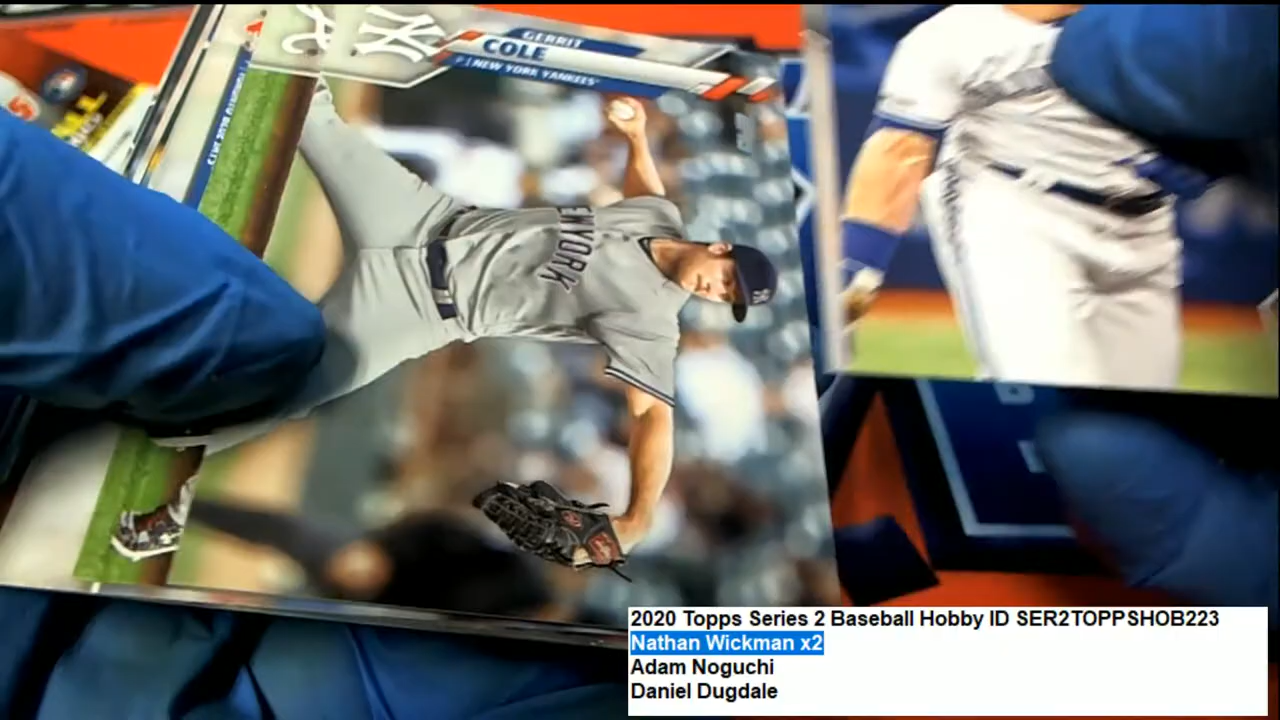 GERRIT
COLE
P | NEW YORK YANKEES
NEW YORK
2020 Topps Series 2 Baseball Hobby ID SER2TOPPSHOB223
Nathan Wickman x2
Adam Noguchi
Daniel Dugdale